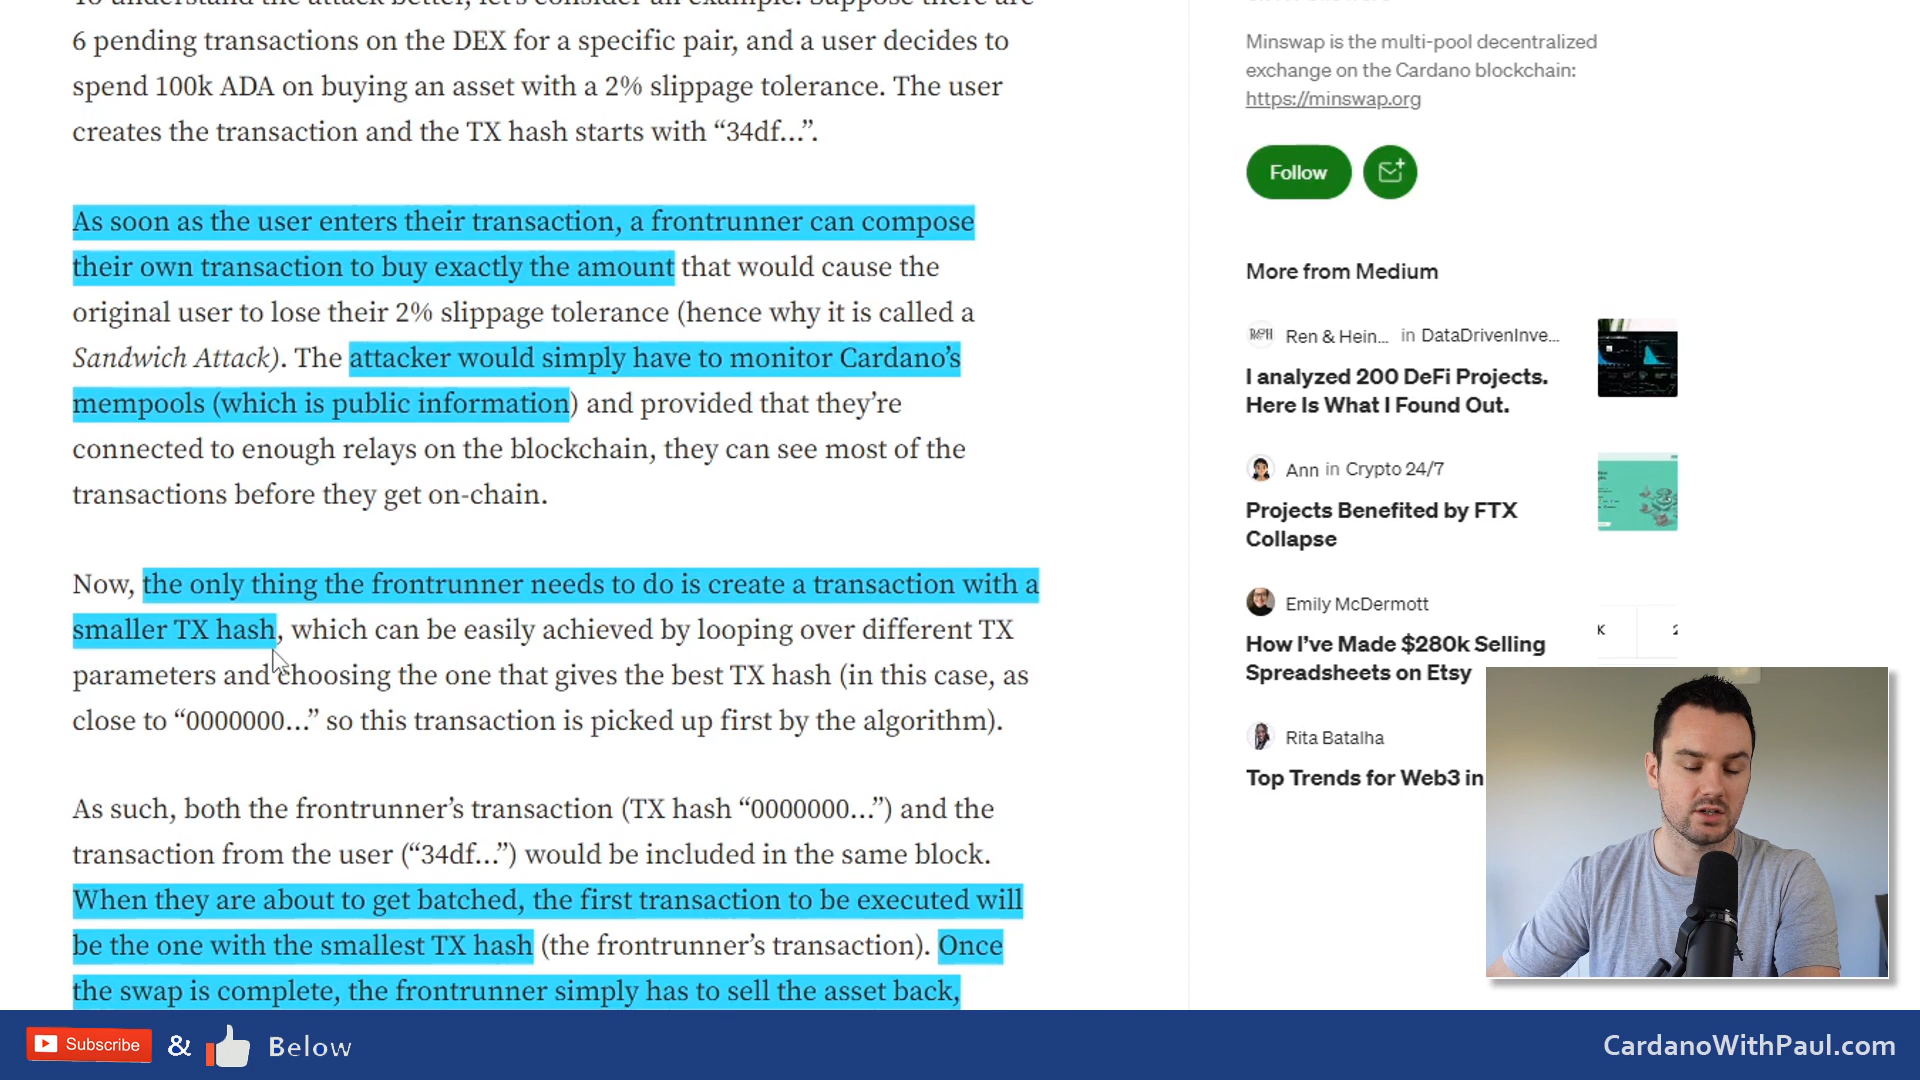 6 pending transactions on the DEX for a specific pair, and a user decides to
spend 100k ADA on buying an asset with a 2% slippage tolerance. The user
creates the transaction and the TX hash starts with “34df…”.
As soon as the user enters their transaction, a frontrunner can compose
their own transaction to buy exactly the amount that would cause the
original user to lose their 2% slippage tolerance (hence why it is called a
Sandwich Attack). The attacker would simply have to monitor Cardano’s
mempools (which is public information) and provided that they’re
connected to enough relays on the blockchain, they can see most of the
transactions before they get on-chain.
Now, the only thing the frontrunner needs to do is create a transaction with a
smaller TX hash, which can be easily achieved by looping over different TX
parameters and choosing the one that gives the best TX hash (in this case, as
close to “0000000…” so this transaction is picked up first by the algorithm).
As such, both the frontrunner’s transaction (TX hash “0000000…”) and the
transaction from the user (“34df…”) would be included in the same block.
When they are about to get batched, the first transaction to be executed will
be the one with the smallest TX hash (the frontrunner’s transaction). Once
the swap is complete, the frontrunner simply has to sell the asset back,
Minswap is the multi-pool decentralized
exchange on the Cardano blockchain:
https://minswap.org
Follow
More from Medium
Ren & Hein... in DataDrivenInve...
I analyzed 200 DeFi Projects.
Here Is What I Found Out.
Ann in Crypto 24/7
Projects Benefited by FTX
Collapse
Emily McDermott
How I’ve Made $280k Selling
Spreadsheets on Etsy
K
Rita Batalha
Top Trends for Web3 in
Subscribe & Below
CardanoWithPaul.com